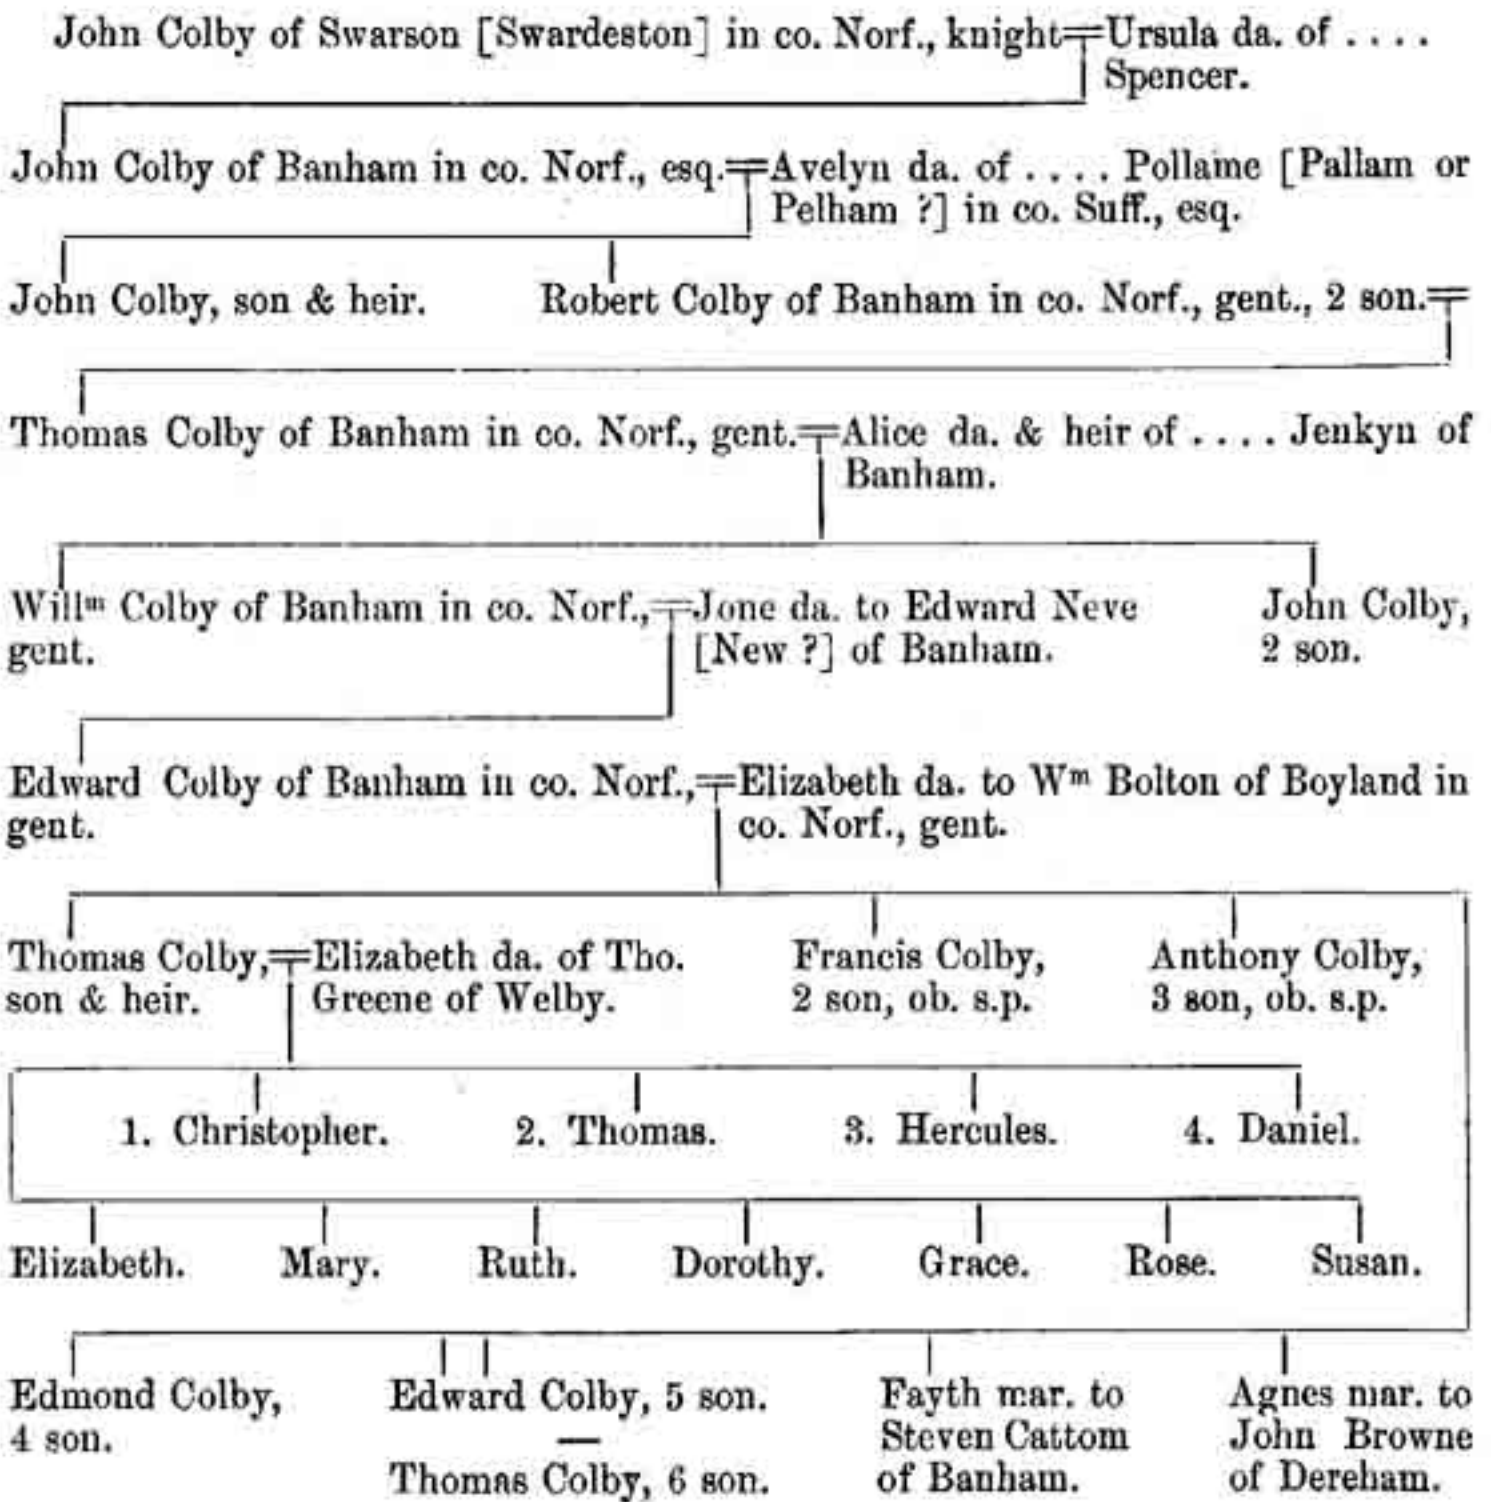 John Colby of Swarson [Swardeston] in co. Norf., knight Ursula da. of . . . .
Spencer.
John Colby of Banham in co. Norf., esq. Avelyn da. of . . . . Pollame [Pallam or
Pelham ?] in co. Suff., esq.
John Colby, son & heir. Robert Colby of Banham in co. Norf., gent., 2 son.
Thomas Colby of Banham in co. Norf., gent. Alice da. & heir of . . . . Jenkyn of
Banham.
Willᵐ Colby of Banham in co. Norf., Jone da. to Edward Neve John Colby,
gent. [New ?] of Banham. 2 son.
Edward Colby of Banham in co. Norf., Elizabeth da. to Wᵐ Bolton of Boyland in
gent. co. Norf., gent.
Thomas Colby, Elizabeth da. of Tho. Francis Colby, Anthony Colby,
son & heir. Greene of Welby. 2 son, ob. s.p. 3 son, ob. s.p.
1. Christopher. 2. Thomas. 3. Hercules. 4. Daniel.
Elizabeth. Mary. Ruth. Dorothy. Grace. Rose. Susan.
Edmond Colby, Edward Colby, 5 son. Fayth mar. to Agnes mar. to
4 son. — Steven Cattom John Browne
Thomas Colby, 6 son. of Banham. of Dereham.